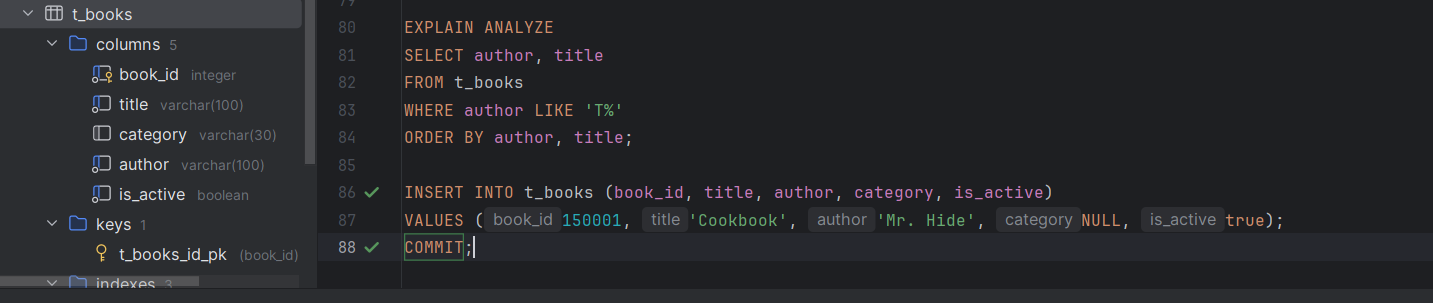 t_books
columns 5
book_id integer
title varchar(100)
category varchar(30)
author varchar(100)
is_active boolean
keys 1
t_books_id_pk (book_id)
indexes 3
79
80 EXPLAIN ANALYZE
81 SELECT author, title
82 FROM t_books
83 WHERE author LIKE 'T%'
84 ORDER BY author, title;
85
86 INSERT INTO t_books (book_id, title, author, category, is_active)
87 VALUES ( book_id 150001, title 'Cookbook', author 'Mr. Hide', category NULL, is_active true);
88 COMMIT;